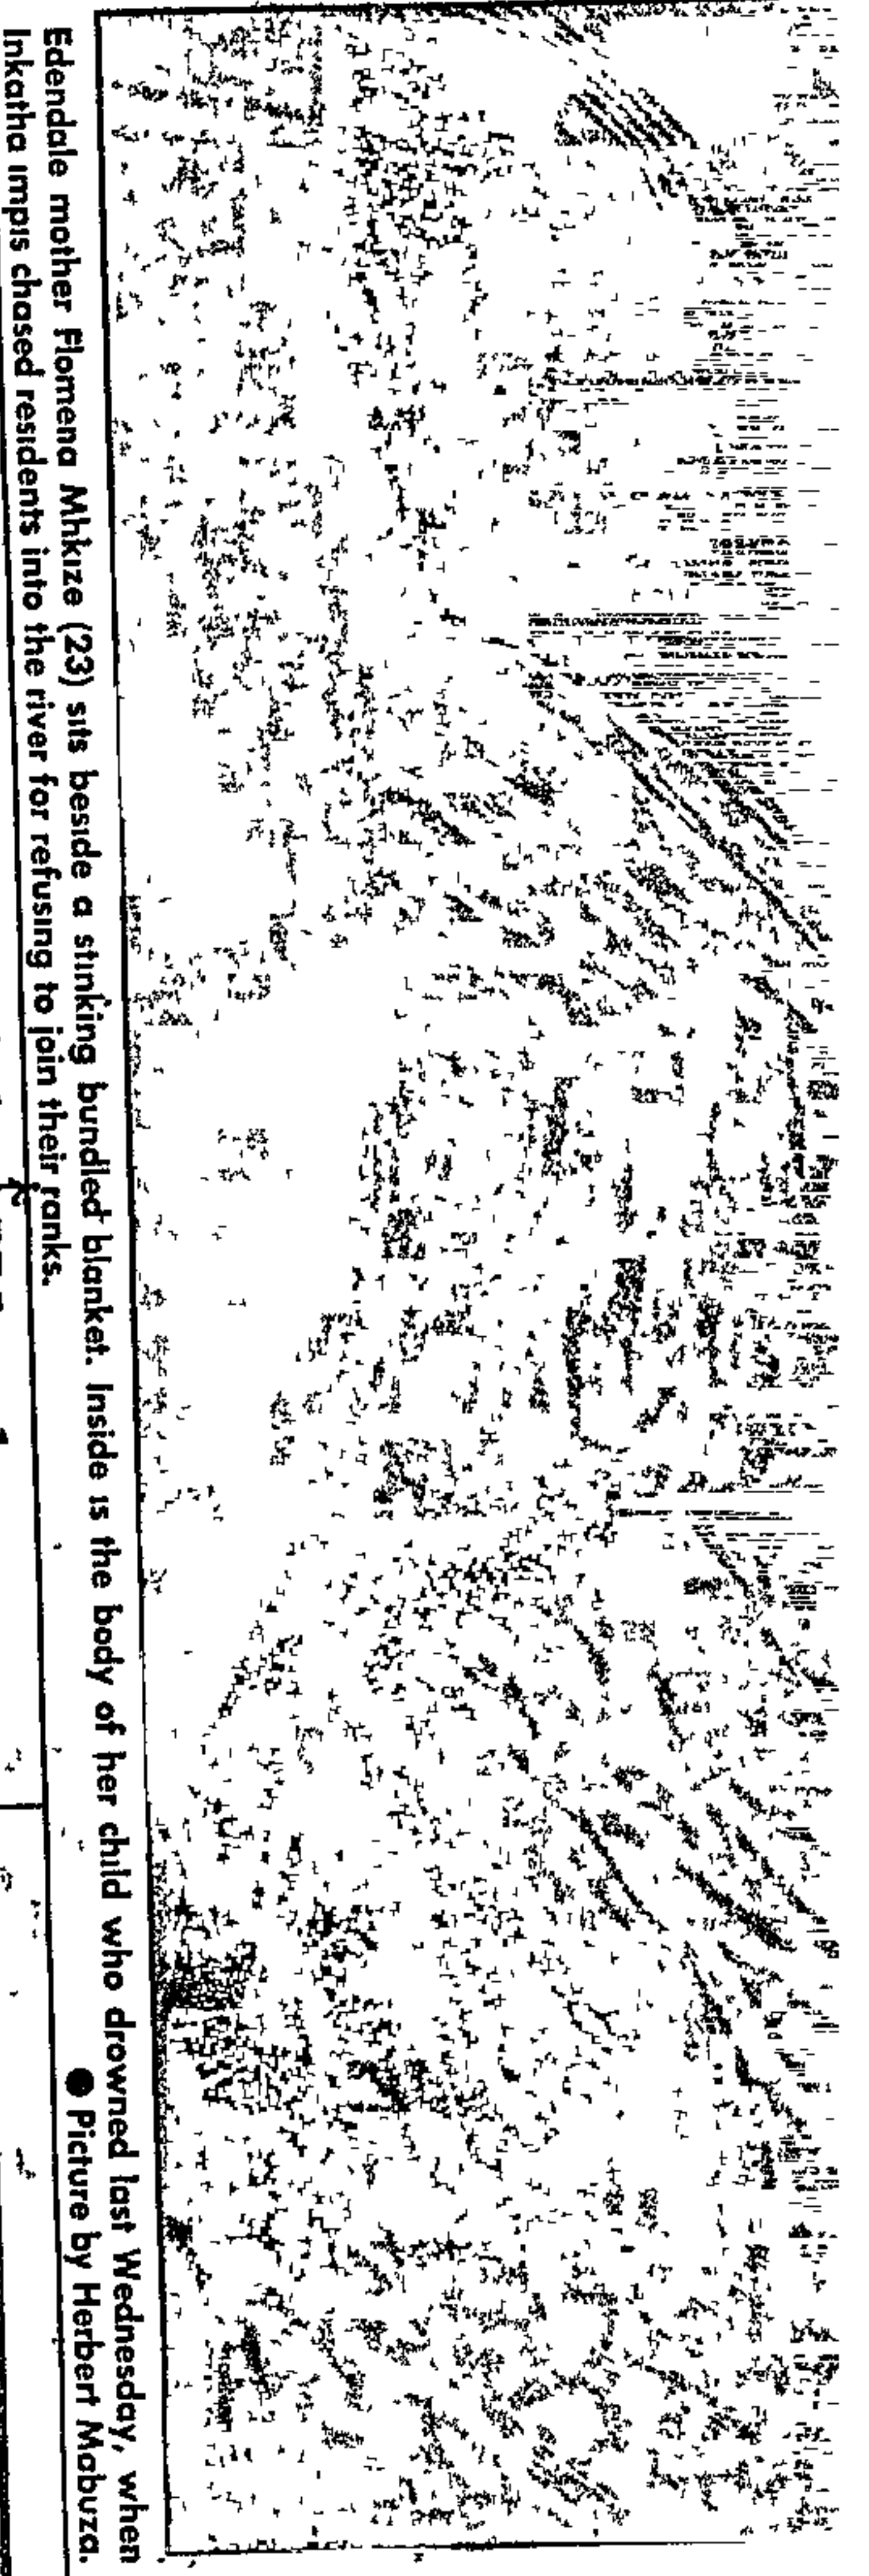 Edendale mother Flomena Mhkize (23) sits beside a stinking bundled blanket. Inside is the body of her child who drowned last Wednesday, when
Inkatha impis chased residents into the river for refusing to join their ranks.
● Picture by Herbert Mabuza.